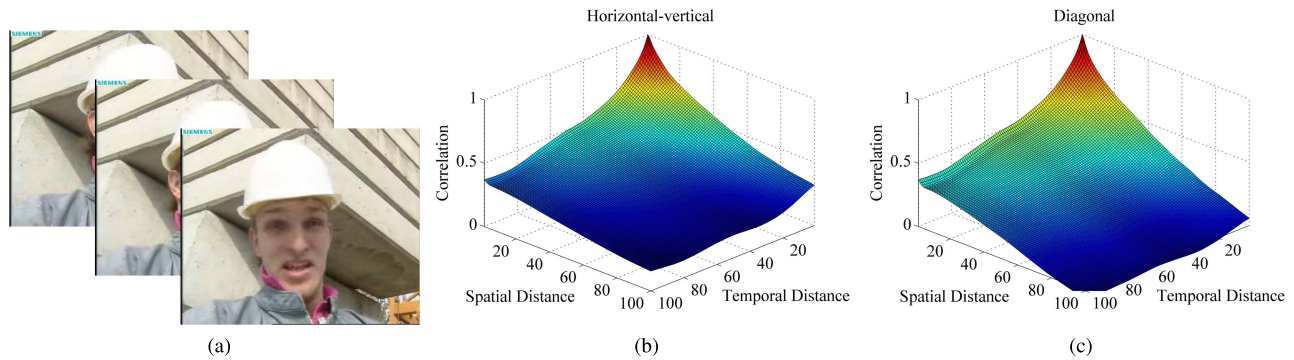 SIEMENS
SIEMENS
SIEMENS
(a)
Horizontal-vertical
Correlation
1
0.5
0
20
40
60
80
100
Spatial Distance
100
80
60
40
20
Temporal Distance
(b)
Diagonal
Correlation
1
0.5
0
20
40
60
80
100
Spatial Distance
100
80
60
40
20
Temporal Distance
(c)